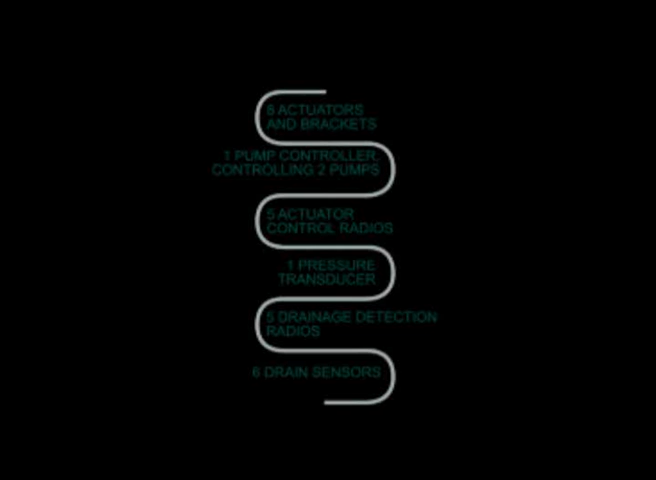 8 ACTUATORS
AND BRACKETS
1 PUMP CONTROLLER,
CONTROLLING 2 PUMPS
5 ACTUATOR
CONTROL RADIOS
1 PRESSURE
TRANSDUCER
5 DRAINAGE DETECTION
RADIOS
6 DRAIN SENSORS